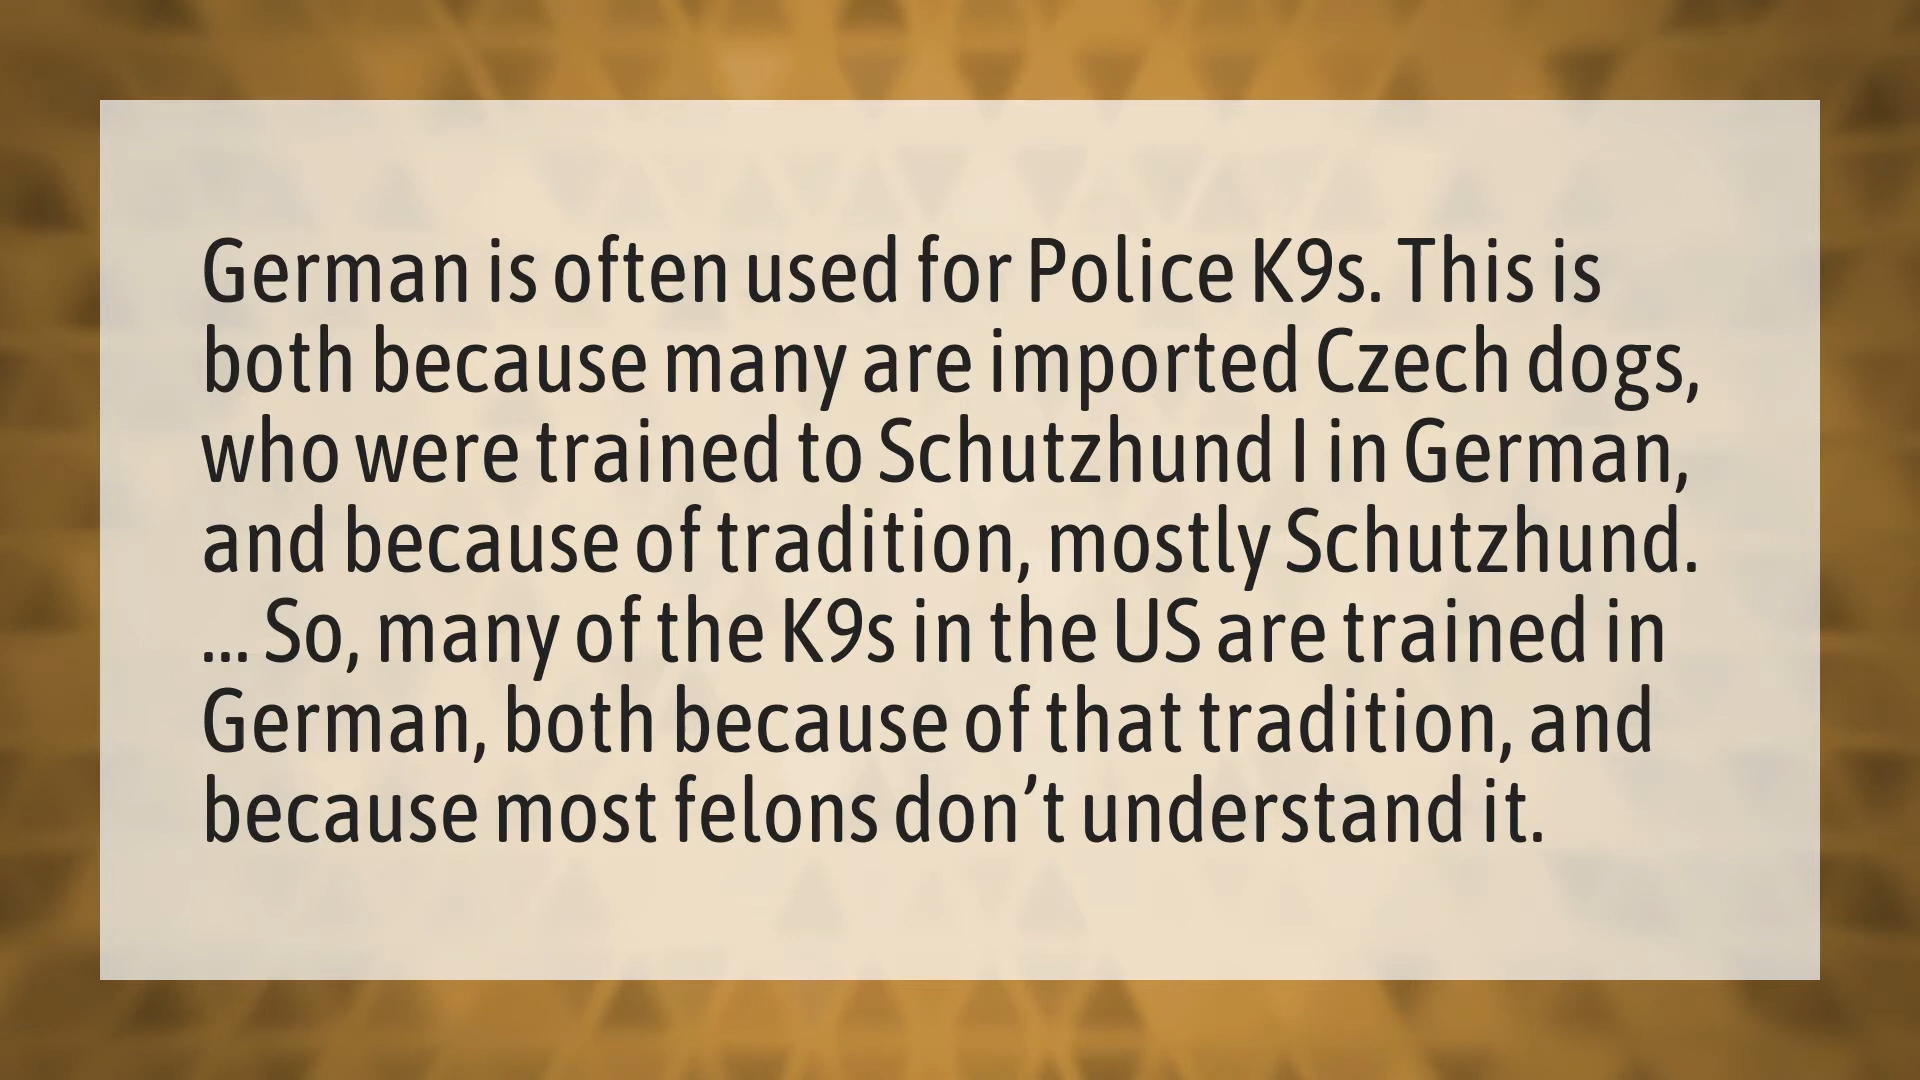 German is often used for Police K9s. This is
both because many are imported Czech dogs,
who were trained to Schutzhund I in German,
and because of tradition, mostly Schutzhund.
... So, many of the K9s in the US are trained in
German, both because of that tradition, and
because most felons don’t understand it.